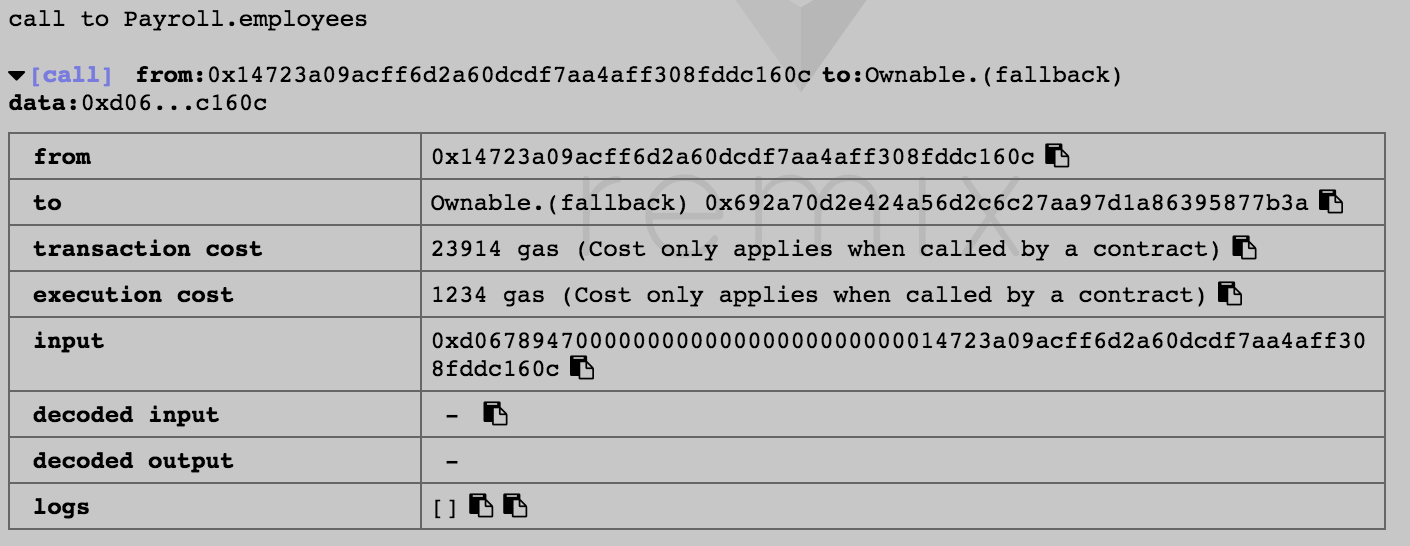 call to Payroll.employees
[call] from:0x14723a09acff6d2a60dcdf7aa4aff308fddc160c to:Ownable.(fallback)
data:0xd06...c160c
from 0x14723a09acff6d2a60dcdf7aa4aff308fddc160c
to Ownable.(fallback) 0x692a70d2e424a56d2c6c27aa97d1a86395877b3a
transaction cost 23914 gas (Cost only applies when called by a contract)
execution cost 1234 gas (Cost only applies when called by a contract)
input 0xd067894700000000000000000000000014723a09acff6d2a60dcdf7aa4aff30
8fddc160c
decoded input -
decoded output -
logs []
remix